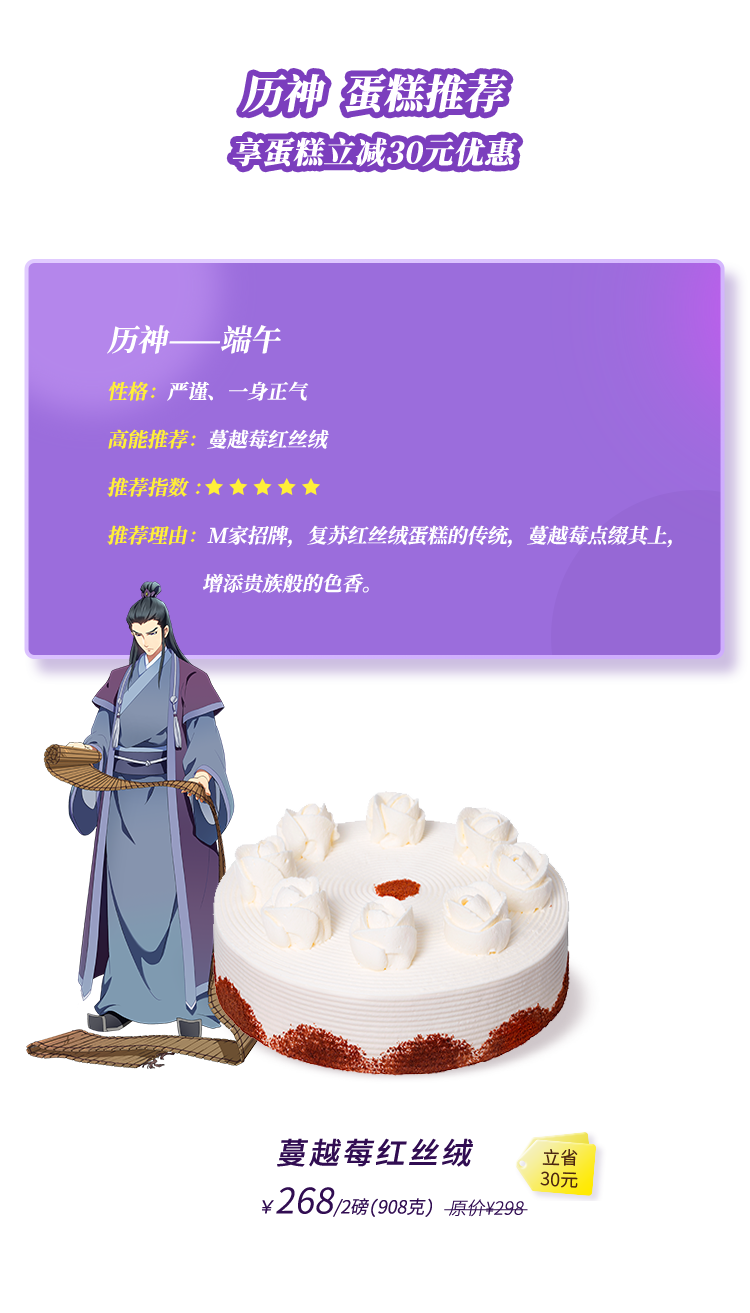 历神 蛋糕推荐
享蛋糕立减30元优惠
历神——端午
性格：严谨、一身正气
高能推荐：蔓越莓红丝绒
推荐指数：★★★★★
推荐理由：M家招牌，复苏红丝绒蛋糕的传统，蔓越莓点缀其上，
增添贵族般的色香。
蔓越莓红丝绒
￥268/2磅(908克) 原价¥298
立省
30元